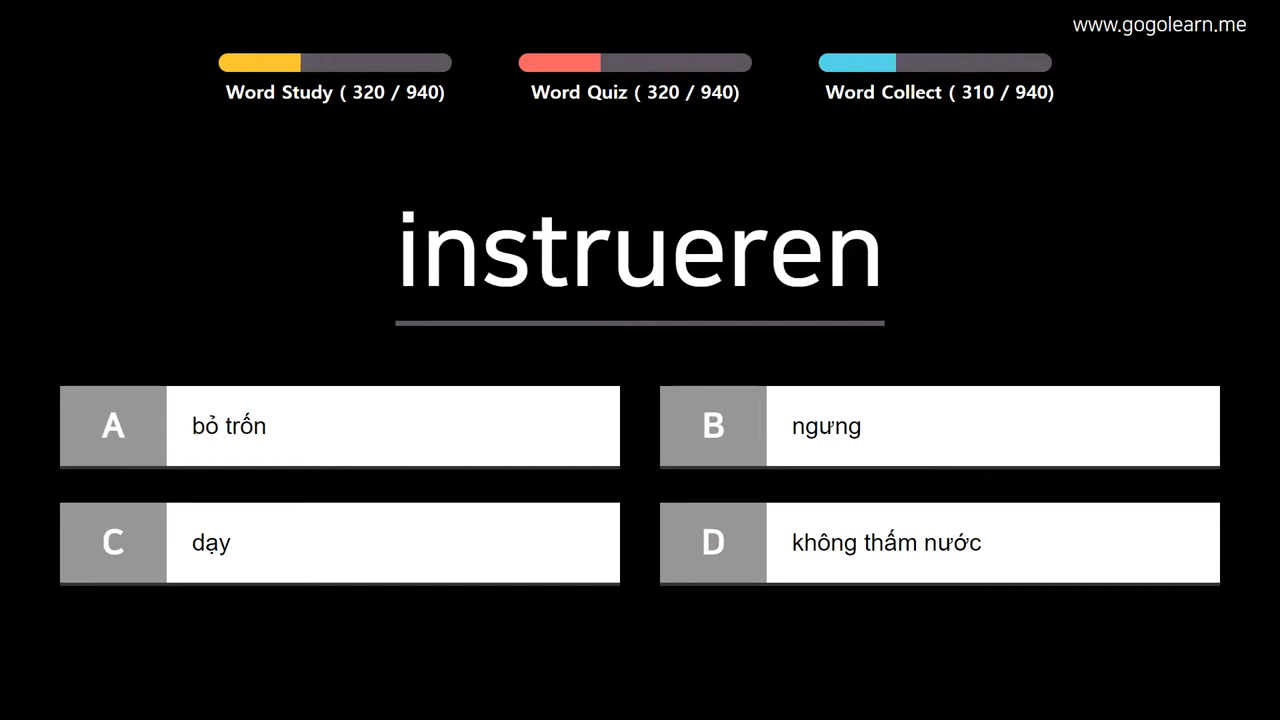 www.gogolearn.me
Word Study ( 320 / 940)
Word Quiz ( 320 / 940)
Word Collect ( 310 / 940)
instrueren
A bỏ trốn
B ngưng
C dạy
D không thấm nước